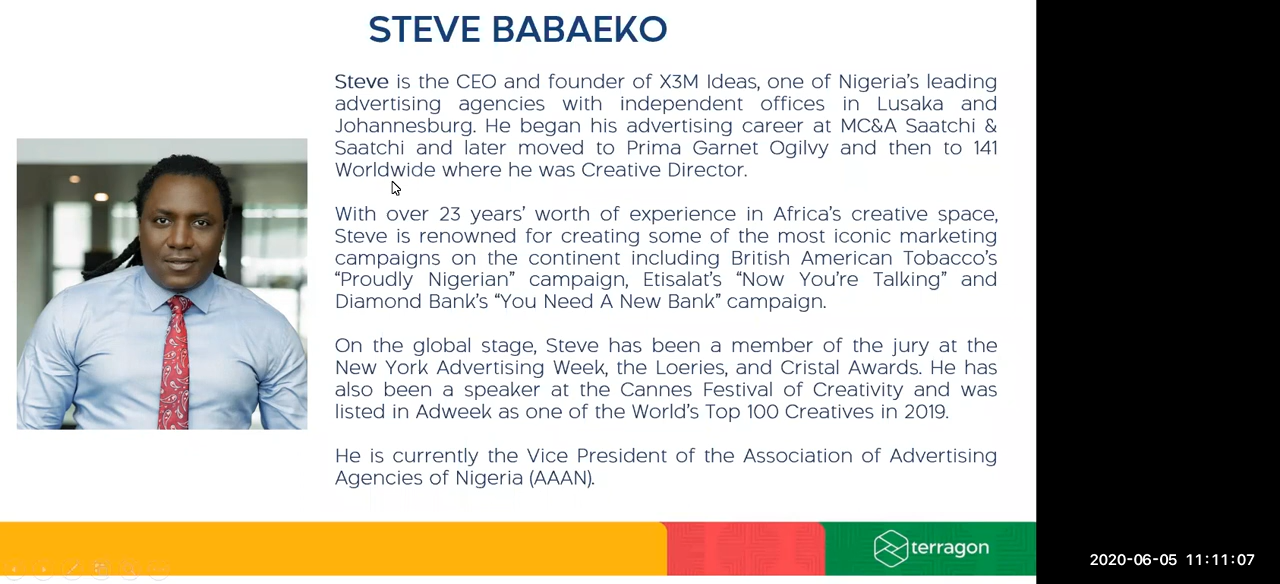 STEVE BABAEKO
Steve is the CEO and founder of X3M Ideas, one of Nigeria's leading
advertising agencies with independent offices in Lusaka and
Johannesburg. He began his advertising career at MC&A Saatchi &
Saatchi and later moved to Prima Garnet Ogilvy and then to 141
Worldwide where he was Creative Director.
With over 23 years' worth of experience in Africa's creative space,
Steve is renowned for creating some of the most iconic marketing
campaigns on the continent including British American Tobacco's
“Proudly Nigerian” campaign, Etisalat's “Now You're Talking” and
Diamond Bank's “You Need A New Bank” campaign.
On the global stage, Steve has been a member of the jury at the
New York Advertising Week, the Loeries, and Cristal Awards. He has
also been a speaker at the Cannes Festival of Creativity and was
listed in Adweek as one of the World's Top 100 Creatives in 2019.
He is currently the Vice President of the Association of Advertising
Agencies of Nigeria (AAAN).
terragon
2020-06-05 11:11:07